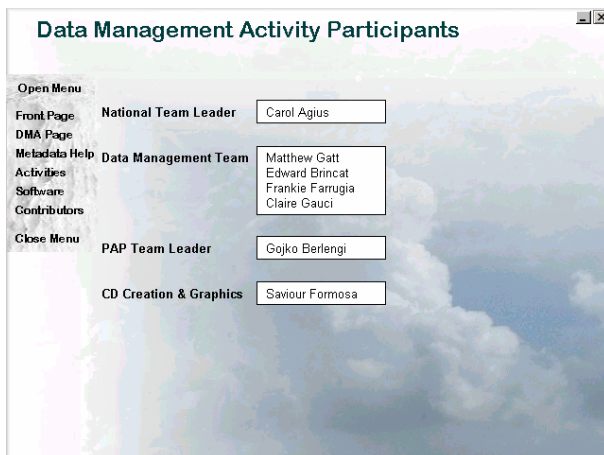 Data Management Activity Participants
Open Menu
Front Page
DMA Page
Metadata Help
Activities
Software
Contributors
Close Menu
National Team Leader
Carol Agius
Data Management Team
Matthew Gatt
Edward Brincat
Frankie Farrugia
Claire Gauci
PAP Team Leader
Gojko Berlengi
CD Creation & Graphics
Saviour Formosa